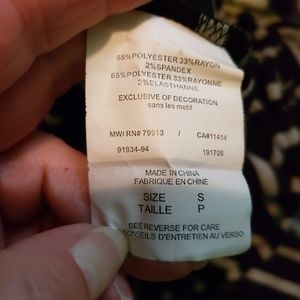 65%POLYESTER 33%RAYON
2%SPANDEX
65%POLYESTER 33%RAYONNE
2%ELASTHANNE
EXCLUSIVE OF DECORATION
sans les motif
MWI RN# 79913 / CA#11414
91934-94 191706
MADE IN CHINA
FABRIQUE EN CHINE
SIZE S
TAILLE P
SEE REVERSE FOR CARE
CONSEILS D'ENTRETIEN AU VERSO